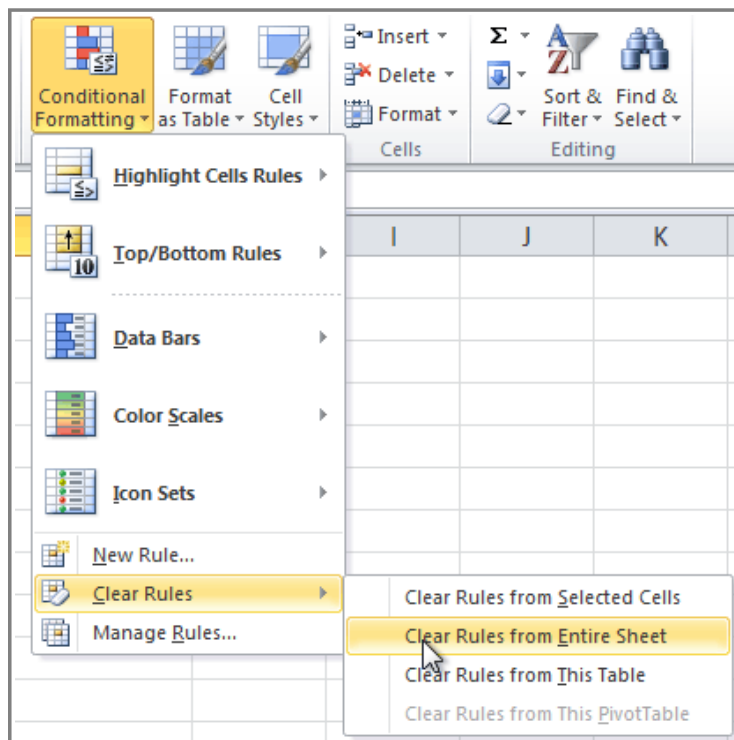 Conditional Formatting
Format as Table
Cell Styles
Insert
Delete
Format
Cells
Σ
A
Z
Sort & Filter
Find & Select
Editing
Highlight Cells Rules
Top/Bottom Rules
10
Data Bars
Color Scales
Icon Sets
New Rule...
Clear Rules
Manage Rules...
I J K
Clear Rules from Selected Cells
Clear Rules from Entire Sheet
Clear Rules from This Table
Clear Rules from This PivotTable